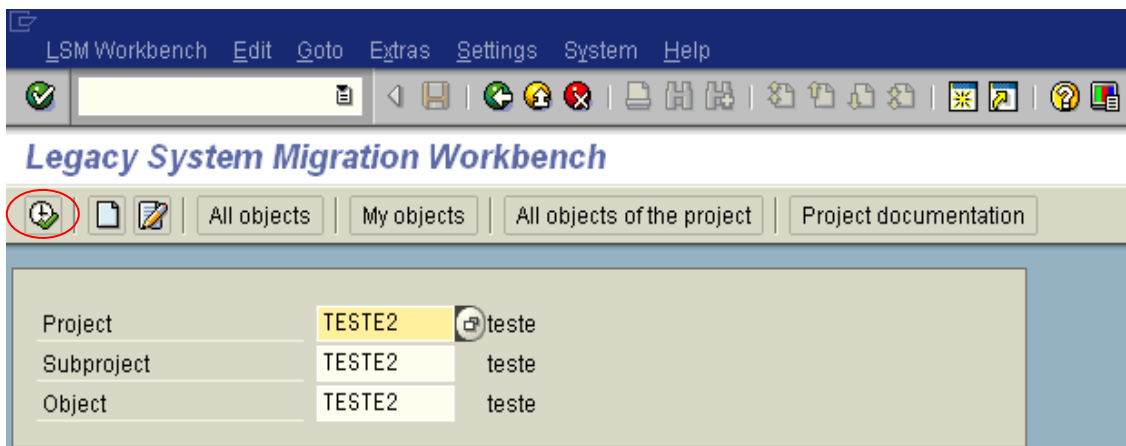 LSM Workbench Edit Goto Extras Settings System Help
Legacy System Migration Workbench
All objects My objects All objects of the project Project documentation
Project TESTE2 teste
Subproject TESTE2 teste
Object TESTE2 teste